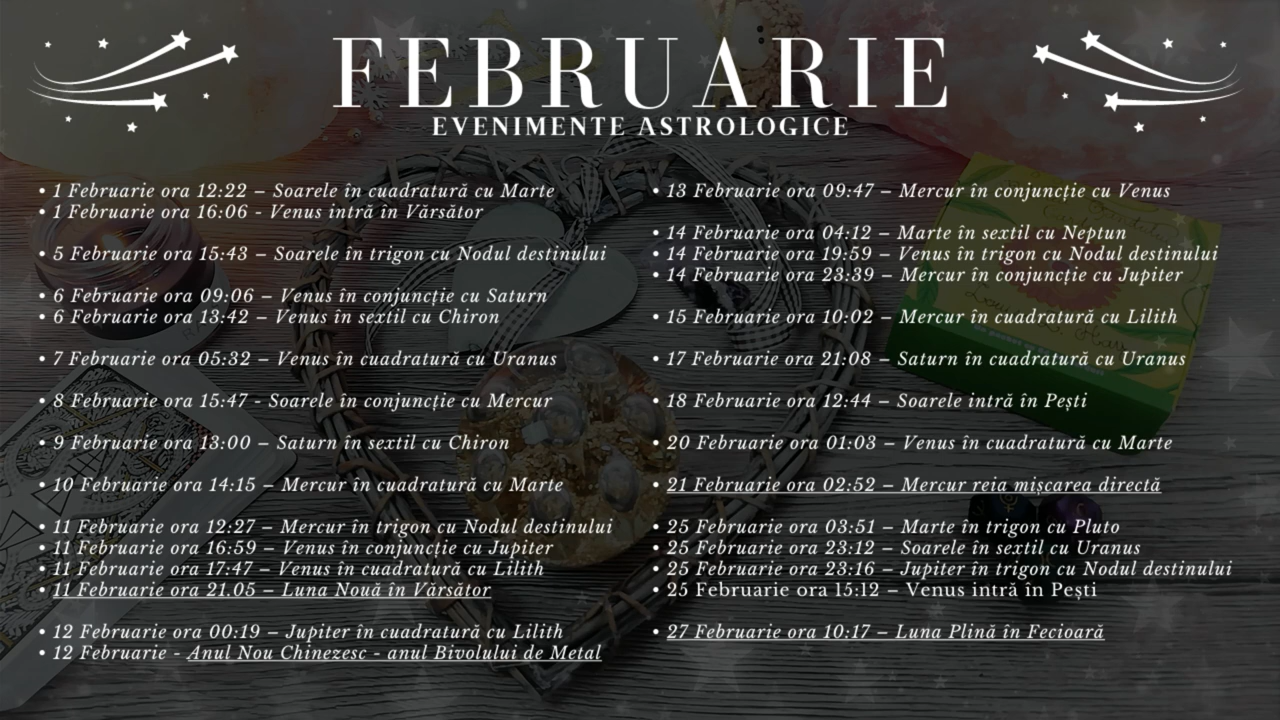 FEBRUARIE
EVENIMENTE ASTROLOGICE
• 1 Februarie ora 12:22 – Soarele în cuadratură cu Marte
• 1 Februarie ora 16:06 - Venus intră în Vărsător
• 5 Februarie ora 15:43 – Soarele în trigon cu Nodul destinului
• 6 Februarie ora 09:06 – Venus în conjuncție cu Saturn
• 6 Februarie ora 13:42 – Venus în sextil cu Chiron
• 7 Februarie ora 05:32 – Venus în cuadratură cu Uranus
• 8 Februarie ora 15:47 - Soarele în conjuncție cu Mercur
• 9 Februarie ora 13:00 – Saturn în sextil cu Chiron
• 10 Februarie ora 14:15 – Mercur în cuadratură cu Marte
• 11 Februarie ora 12:27 – Mercur în trigon cu Nodul destinului
• 11 Februarie ora 16:59 – Venus în conjuncție cu Jupiter
• 11 Februarie ora 17:47 – Venus în cuadratură cu Lilith
• 11 Februarie ora 21.05 – Luna Nouă în Vărsător
• 12 Februarie ora 00:19 – Jupiter în cuadratură cu Lilith
• 12 Februarie - Anul Nou Chinezesc - anul Bivolului de Metal
• 13 Februarie ora 09:47 – Mercur în conjuncție cu Venus
• 14 Februarie ora 04:12 – Marte în sextil cu Neptun
• 14 Februarie ora 19:59 – Venus în trigon cu Nodul destinului
• 14 Februarie ora 23:39 – Mercur în conjuncție cu Jupiter
• 15 Februarie ora 10:02 – Mercur în cuadratură cu Lilith
• 17 Februarie ora 21:08 – Saturn în cuadratură cu Uranus
• 18 Februarie ora 12:44 – Soarele intră în Pești
• 20 Februarie ora 01:03 – Venus în cuadratură cu Marte
• 21 Februarie ora 02:52 – Mercur reia mișcarea directă
• 25 Februarie ora 03:51 – Marte în trigon cu Pluto
• 25 Februarie ora 23:12 – Soarele în sextil cu Uranus
• 25 Februarie ora 23:16 – Jupiter în trigon cu Nodul destinului
• 25 Februarie ora 15:12 – Venus intră în Pești
• 27 Februarie ora 10:17 – Luna Plină în Fecioară